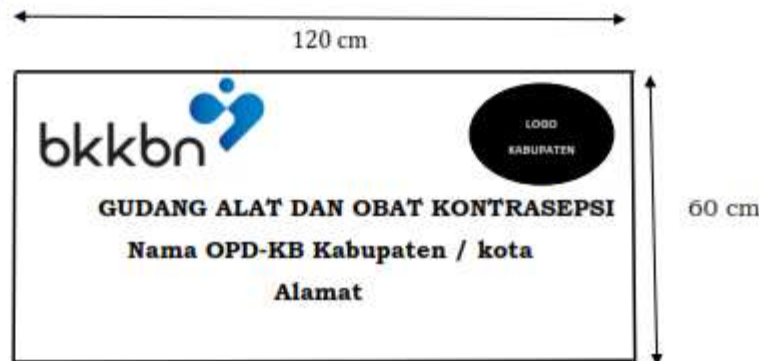 120 cm
bkkbn
LOGO
KABUPATEN
GUDANG ALAT DAN OBAT KONTRASEPSI
Nama OPD-KB Kabupaten / kota
Alamat
60 cm